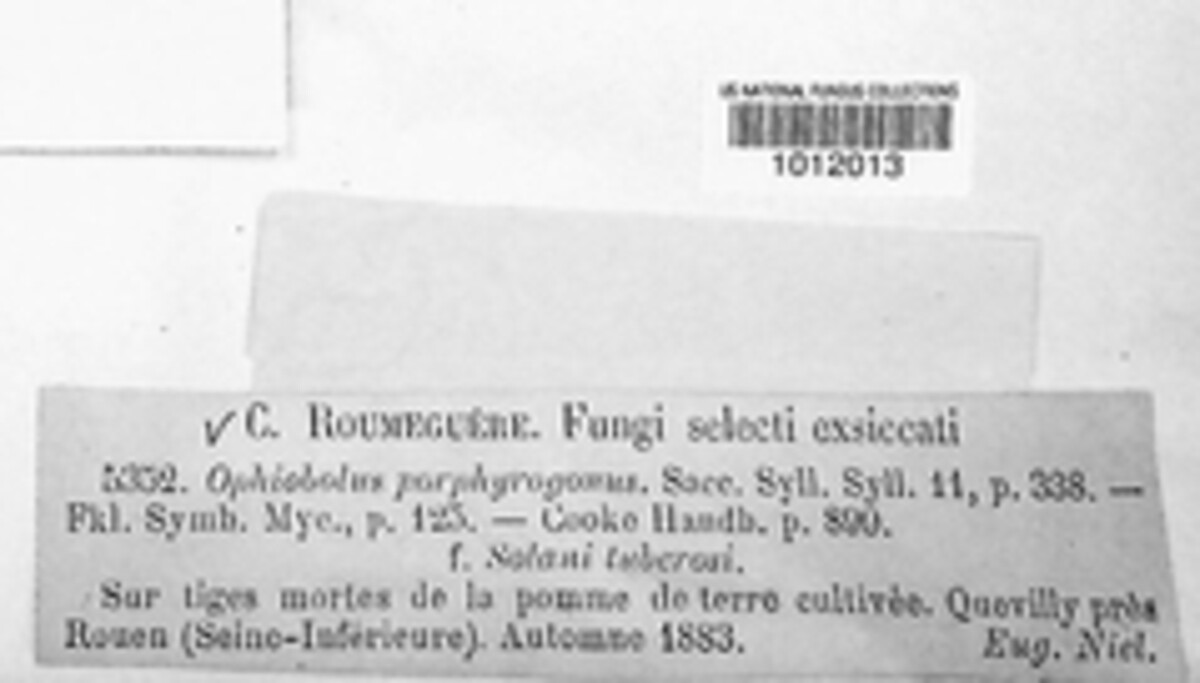 US NATIONAL FUNGUS COLLECTIONS
1012013
✓ C. ROUMEGUÈRE. Fungi selecti exsiccati
5352. Ophiobolus porphyrogonus. Sacc. Syll. Syll. 11, p. 338. —
Fkl. Symb. Myc., p. 125. — Cooke Handb. p. 890.
f. Solani tuberosi.
Sur tiges mortes de la pomme de terre cultivée. Quevilly près
Rouen (Seine-Inférieure). Automne 1883. Eug. Niel.